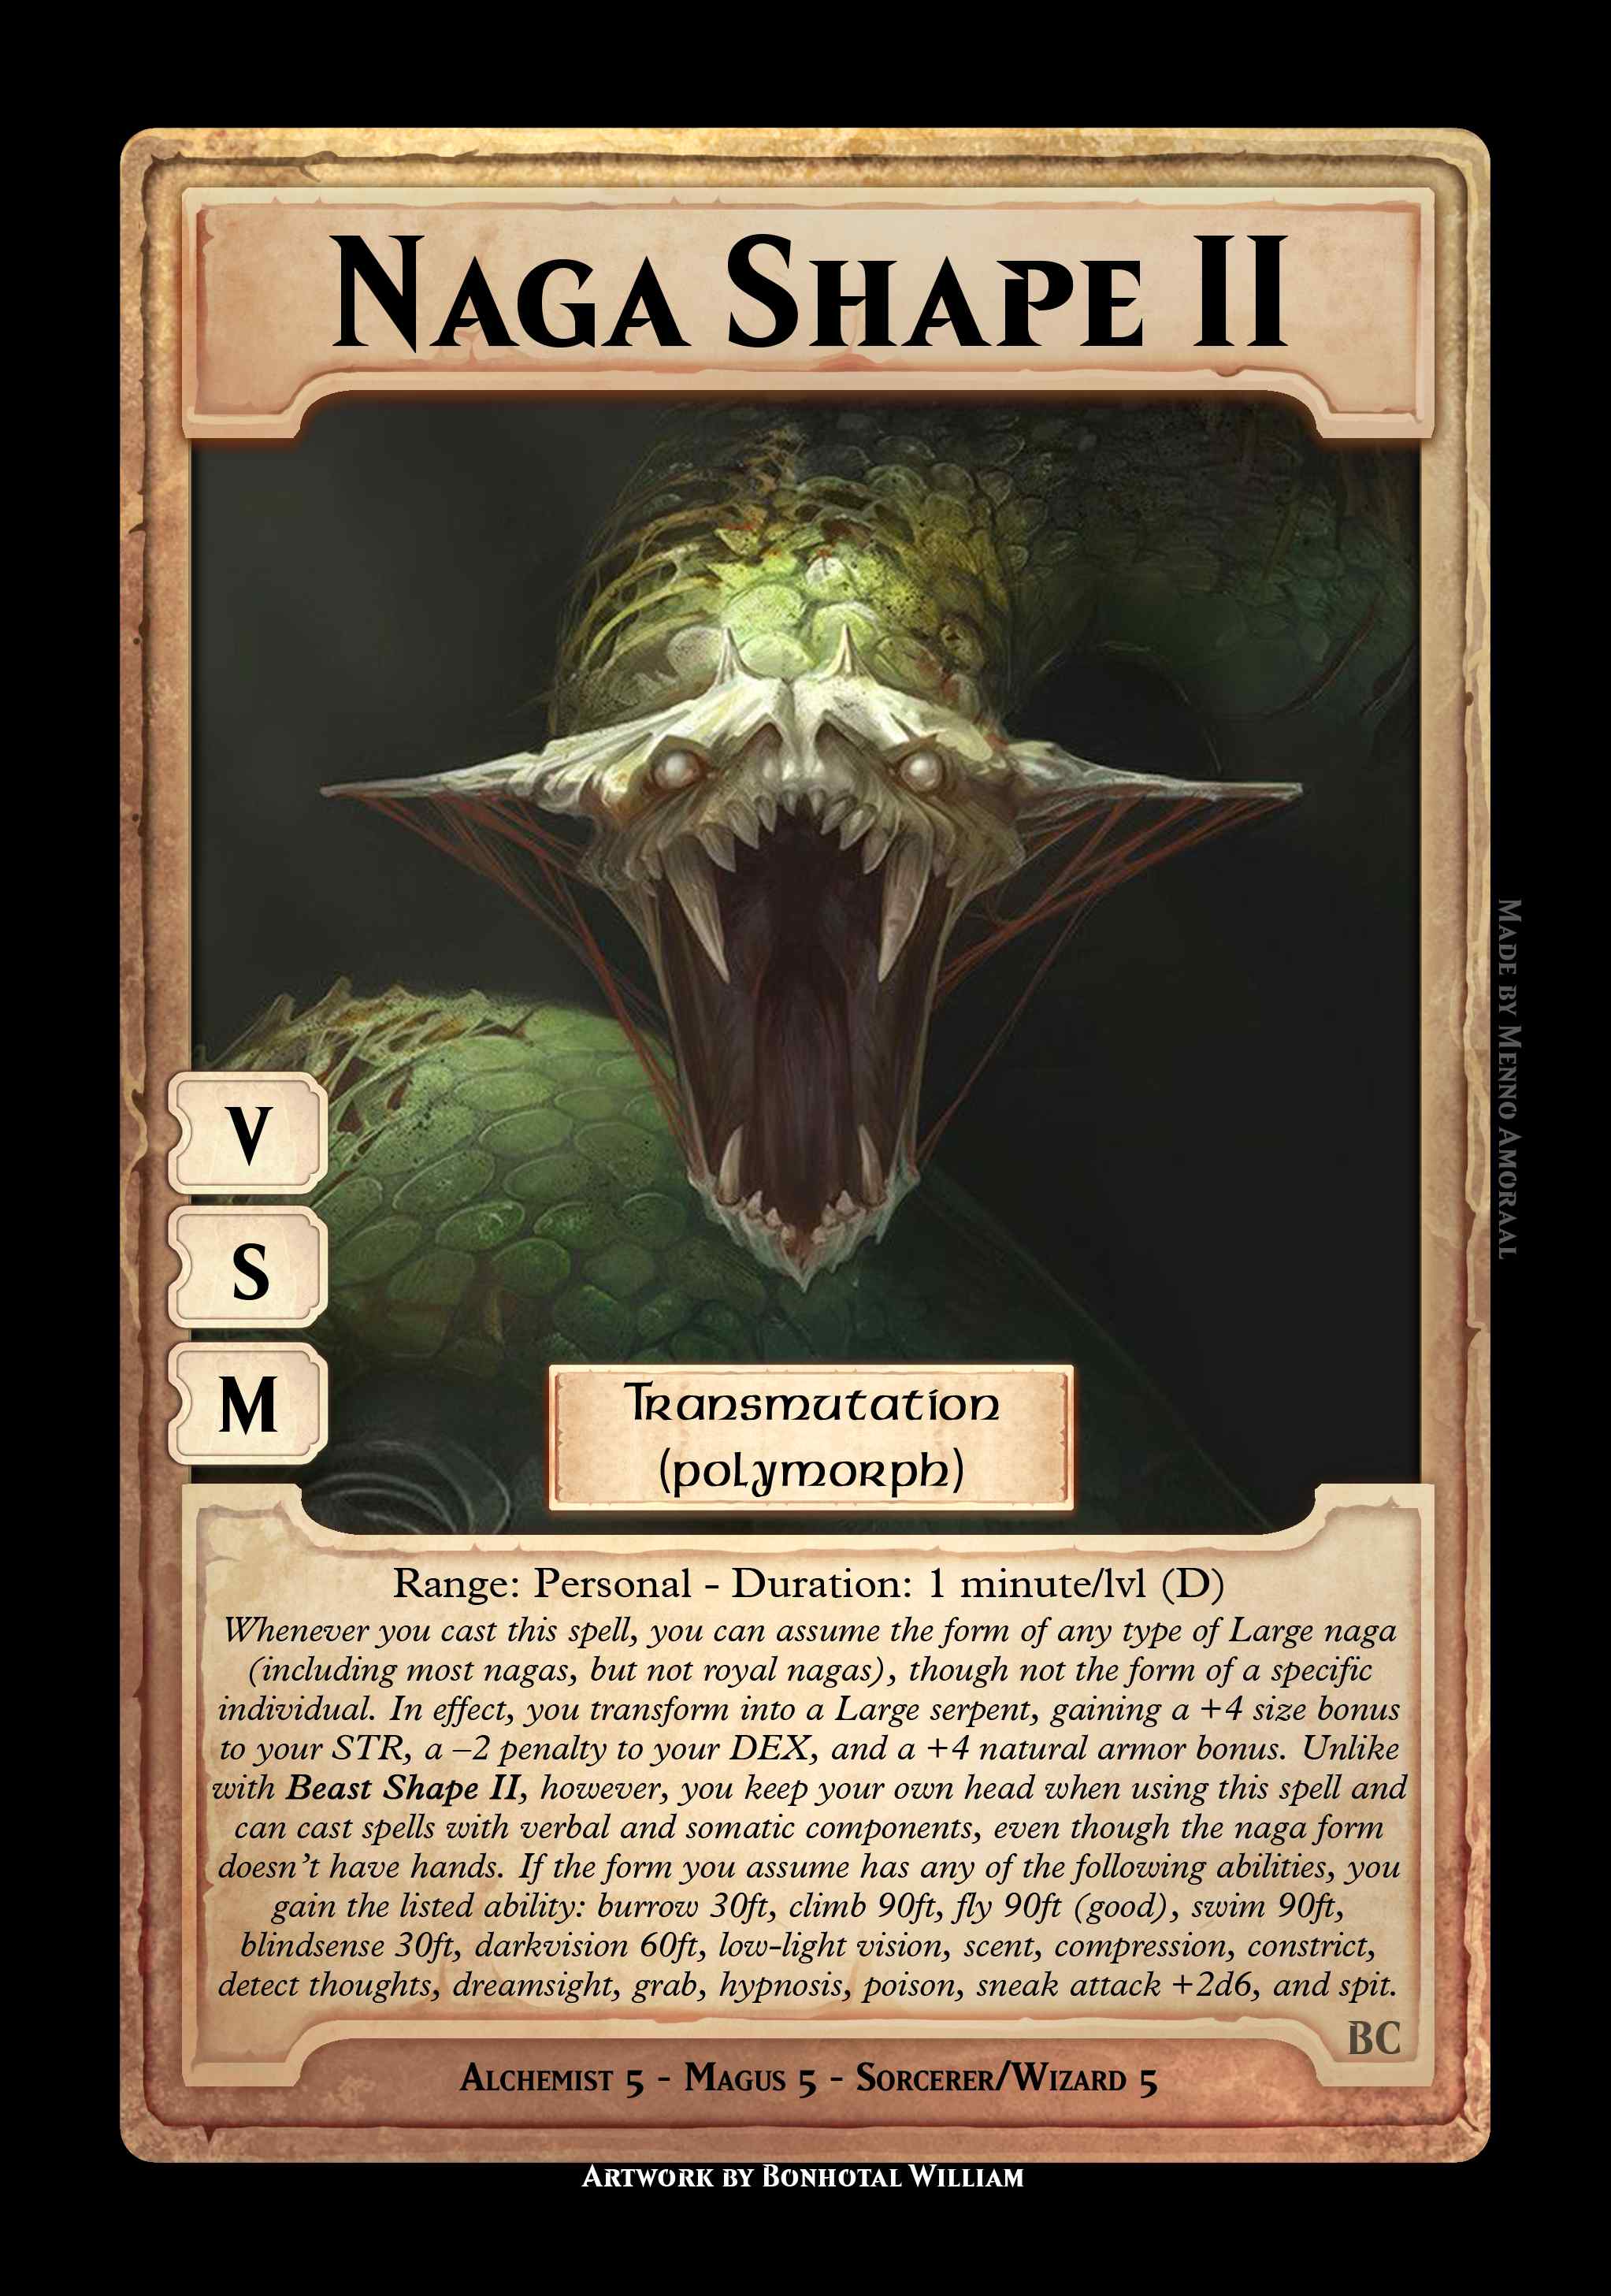 Naga Shape II
V
S
M
Transmutation
(polymorph)
Range: Personal - Duration: 1 minute/lvl (D)
Whenever you cast this spell, you can assume the form of any type of Large naga
(including most nagas, but not royal nagas), though not the form of a specific
individual. In effect, you transform into a Large serpent, gaining a +4 size bonus
to your STR, a –2 penalty to your DEX, and a +4 natural armor bonus. Unlike
with Beast Shape II, however, you keep your own head when using this spell and
can cast spells with verbal and somatic components, even though the naga form
doesn’t have hands. If the form you assume has any of the following abilities, you
gain the listed ability: burrow 30ft, climb 90ft, fly 90ft (good), swim 90ft,
blindsense 30ft, darkvision 60ft, low-light vision, scent, compression, constrict,
detect thoughts, dreamsight, grab, hypnosis, poison, sneak attack +2d6, and spit.
BC
Alchemist 5 - Magus 5 - Sorcerer/Wizard 5
Artwork by Bonhotal William
Made by Menno Amoraal